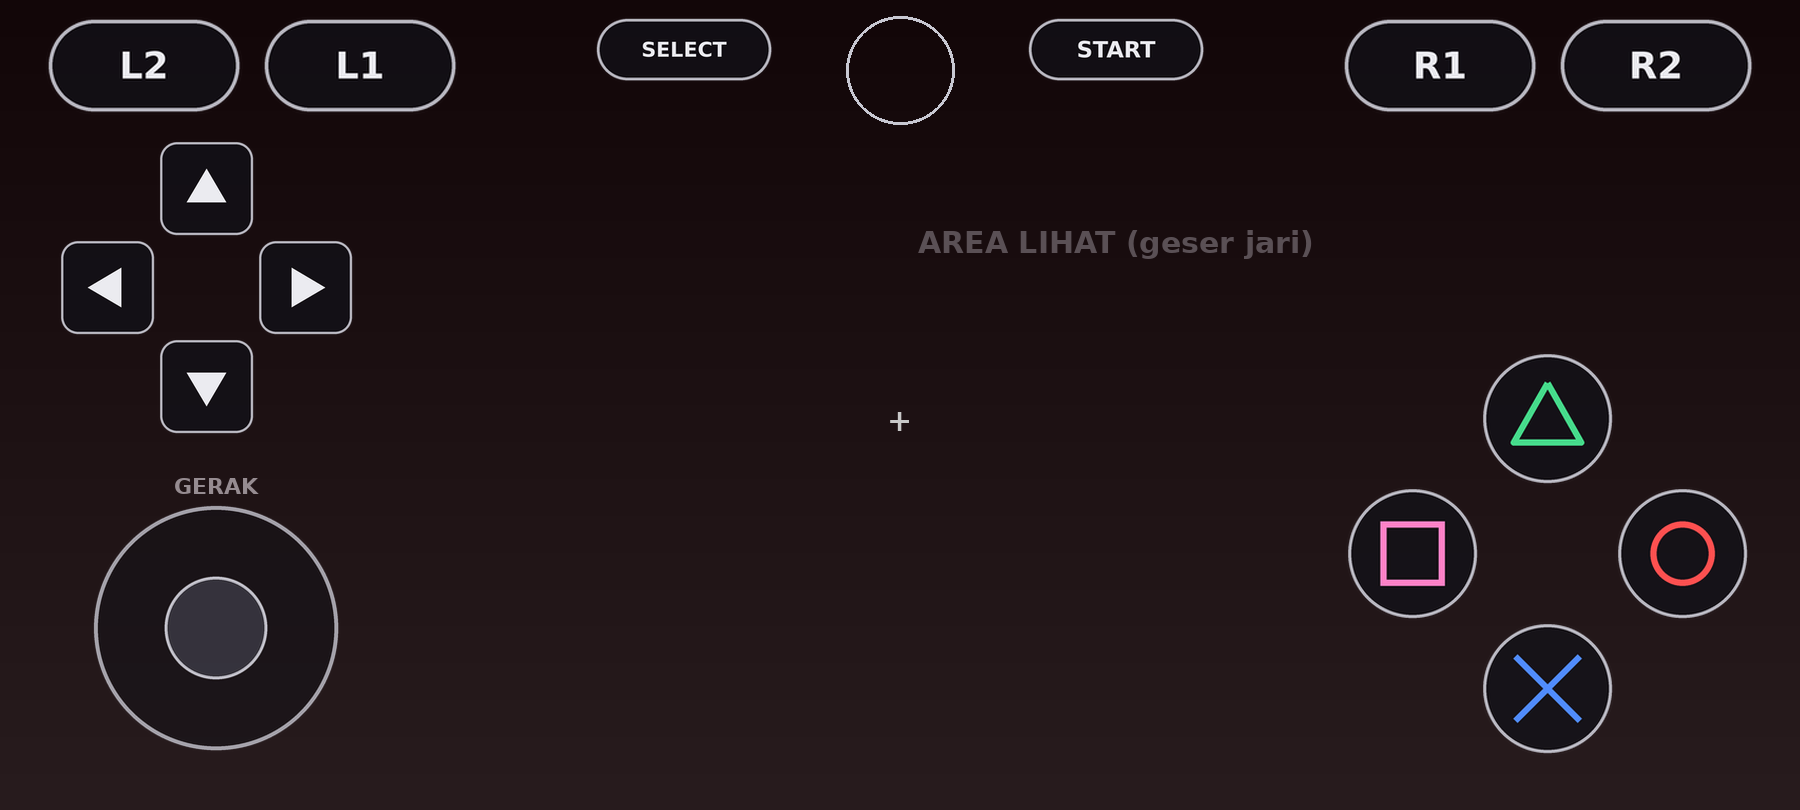 L2
L1
SELECT
START
R1
R2
AREA LIHAT (geser jari)
+
GERAK